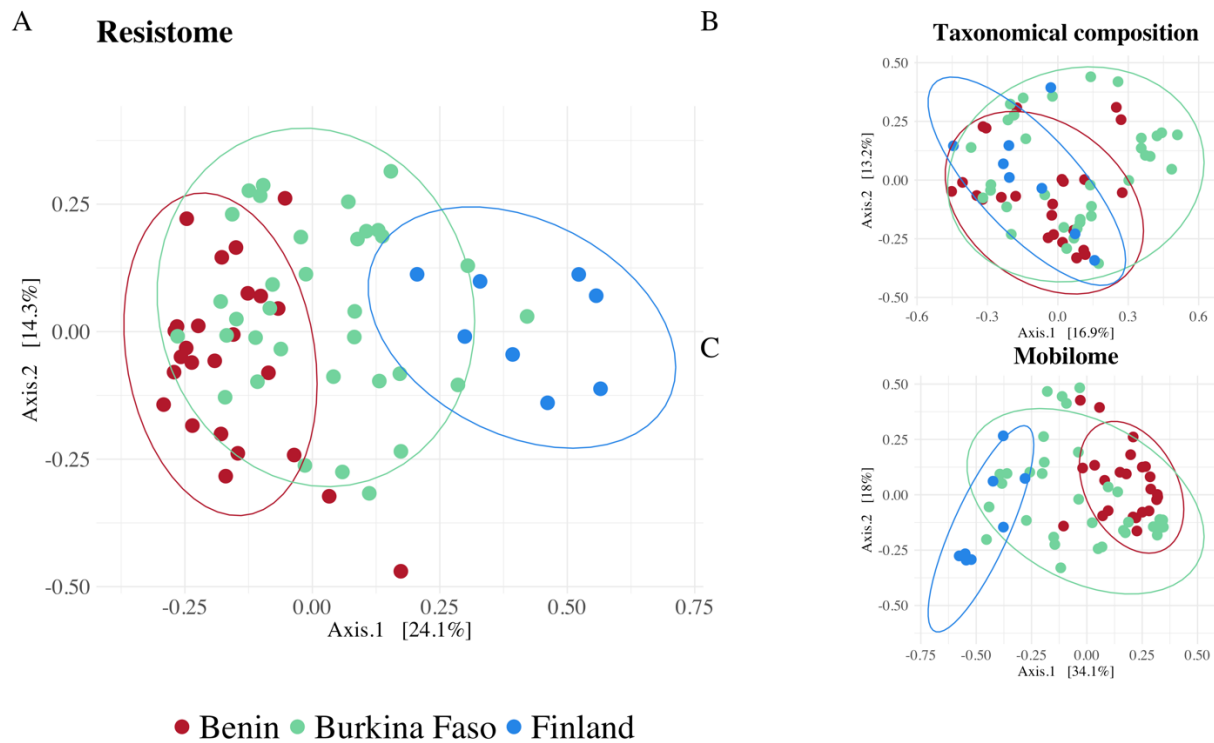 A
Resistome
0.25
0.00
-0.25
-0.50
Axis.2 [14.3%]
-0.25 0.00 0.25 0.50 0.75
Axis.1 [24.1%]
B
Taxonomical composition
0.50
0.25
0.00
-0.25
-0.50
Axis.2 [13.2%]
-0.6 -0.3 0.0 0.3 0.6
Axis.1 [16.9%]
C
Mobilome
0.50
0.25
0.00
-0.25
0.50
Axis.2 [18%]
-0.75 -0.50 -0.25 0.00 0.25 0.50
Axis.1 [34.1%]
Benin Burkina Faso Finland